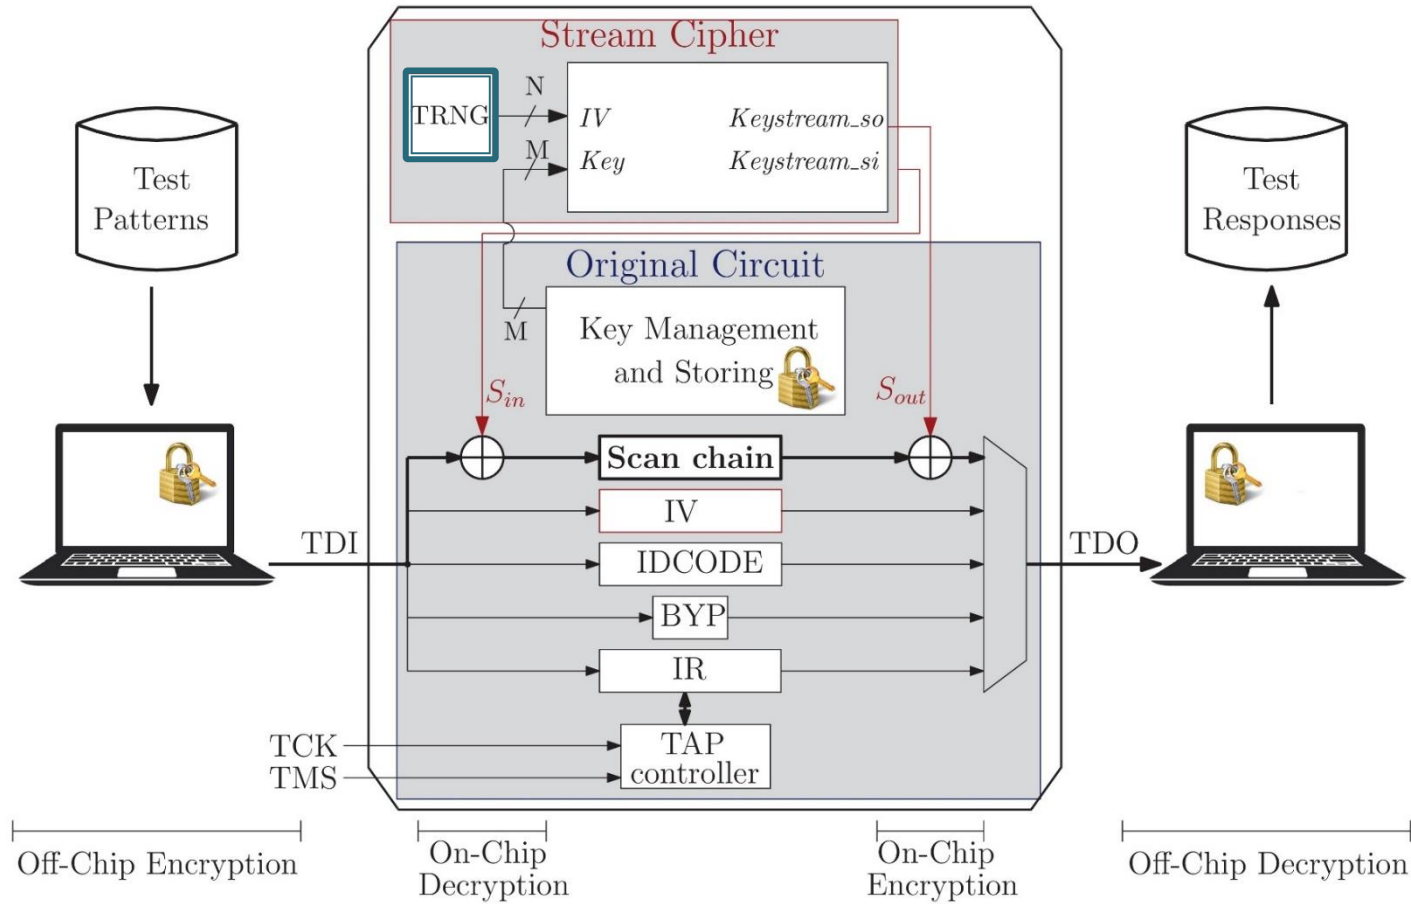 Stream Cipher
TRNG
N
M
IV
Key
Keystream_so
Keystream_si
Test
Patterns
Test
Responses
Original Circuit
Key Management
and Storing
M
S_in
S_out
Scan chain
IV
IDCODE
BYP
IR
TAP
controller
TDI
TDO
TCK
TMS
Off-Chip Encryption
On-Chip
Decryption
On-Chip
Encryption
Off-Chip Decryption